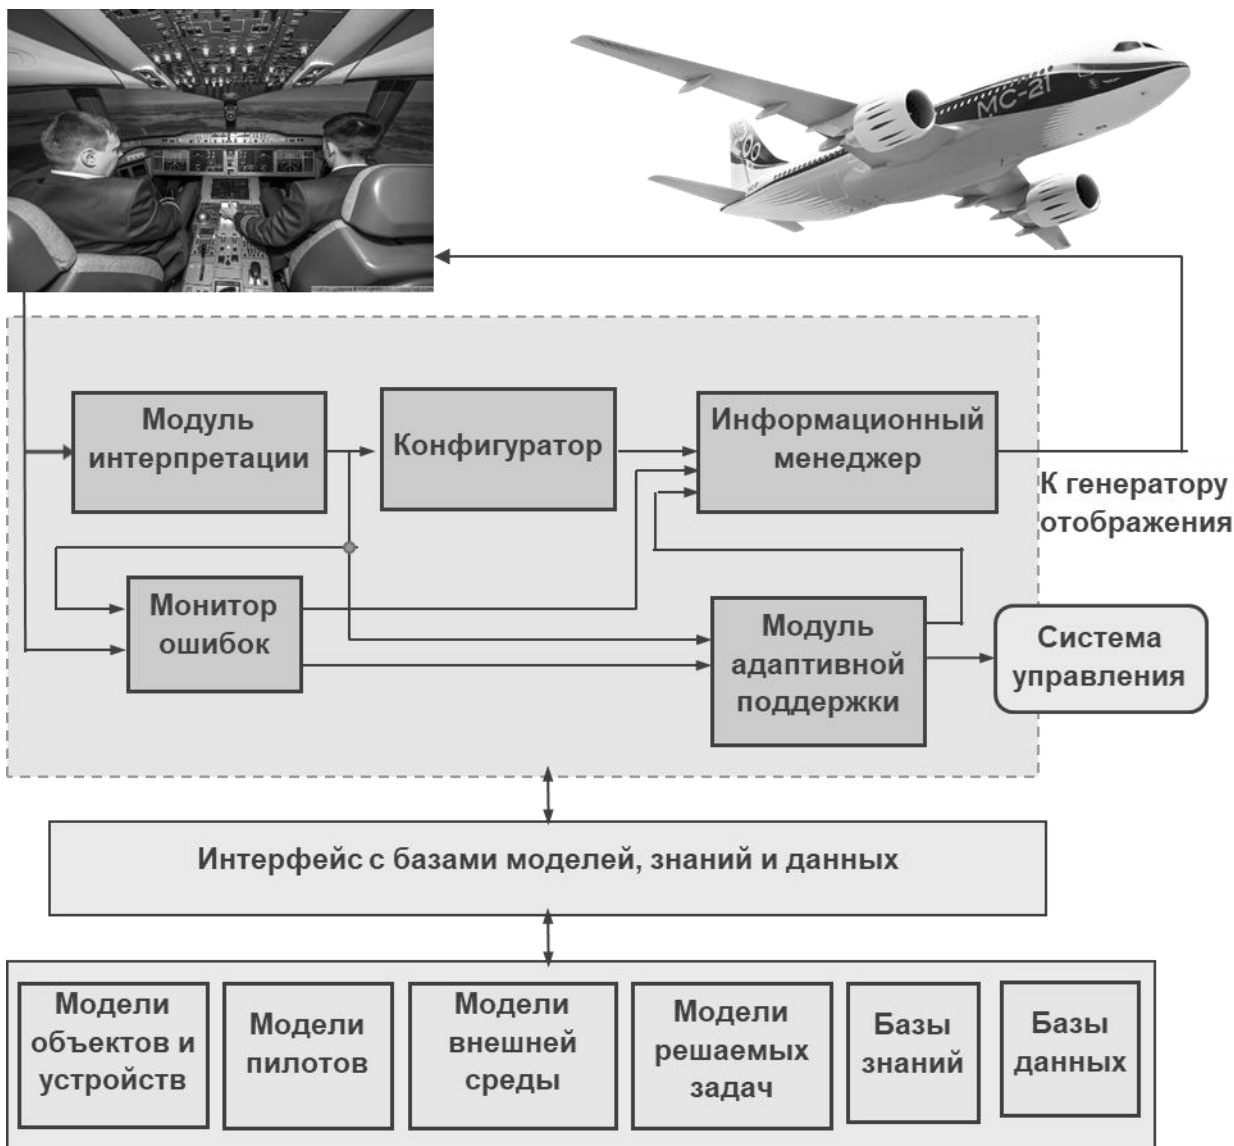 МС-21
Модуль
интерпретации
Конфигуратор
Информационный
менеджер
К генератору
отображения
Монитор
ошибок
Модуль
адаптивной
поддержки
Система
управления
Интерфейс с базами моделей, знаний и данных
Модели
объектов и
устройств
Модели
пилотов
Модели
внешней
среды
Модели
решаемых
задач
Базы
знаний
Базы
данных